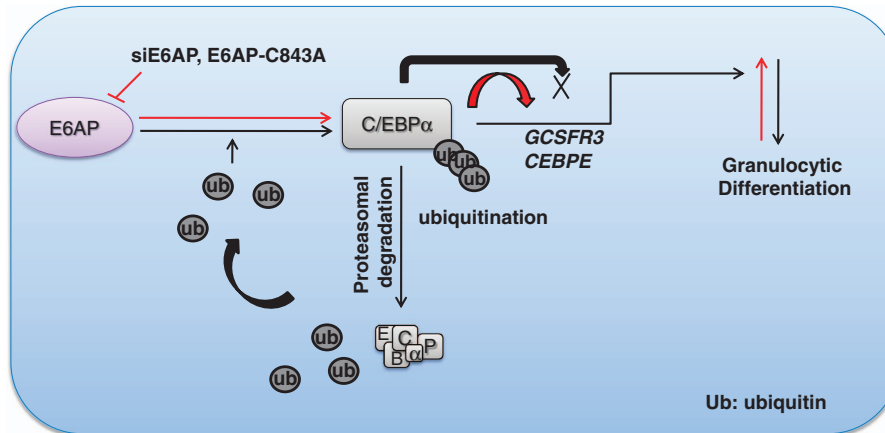 siE6AP, E6AP-C843A
E6AP
C/EBPα
X
ub
ub
ub
GCSFR3
CEBPE
Granulocytic
Differentiation
ub
ub
ub
Proteasomal
degradation
ubiquitination
ub
ub
ub
E
C
P
B
α
Ub: ubiquitin